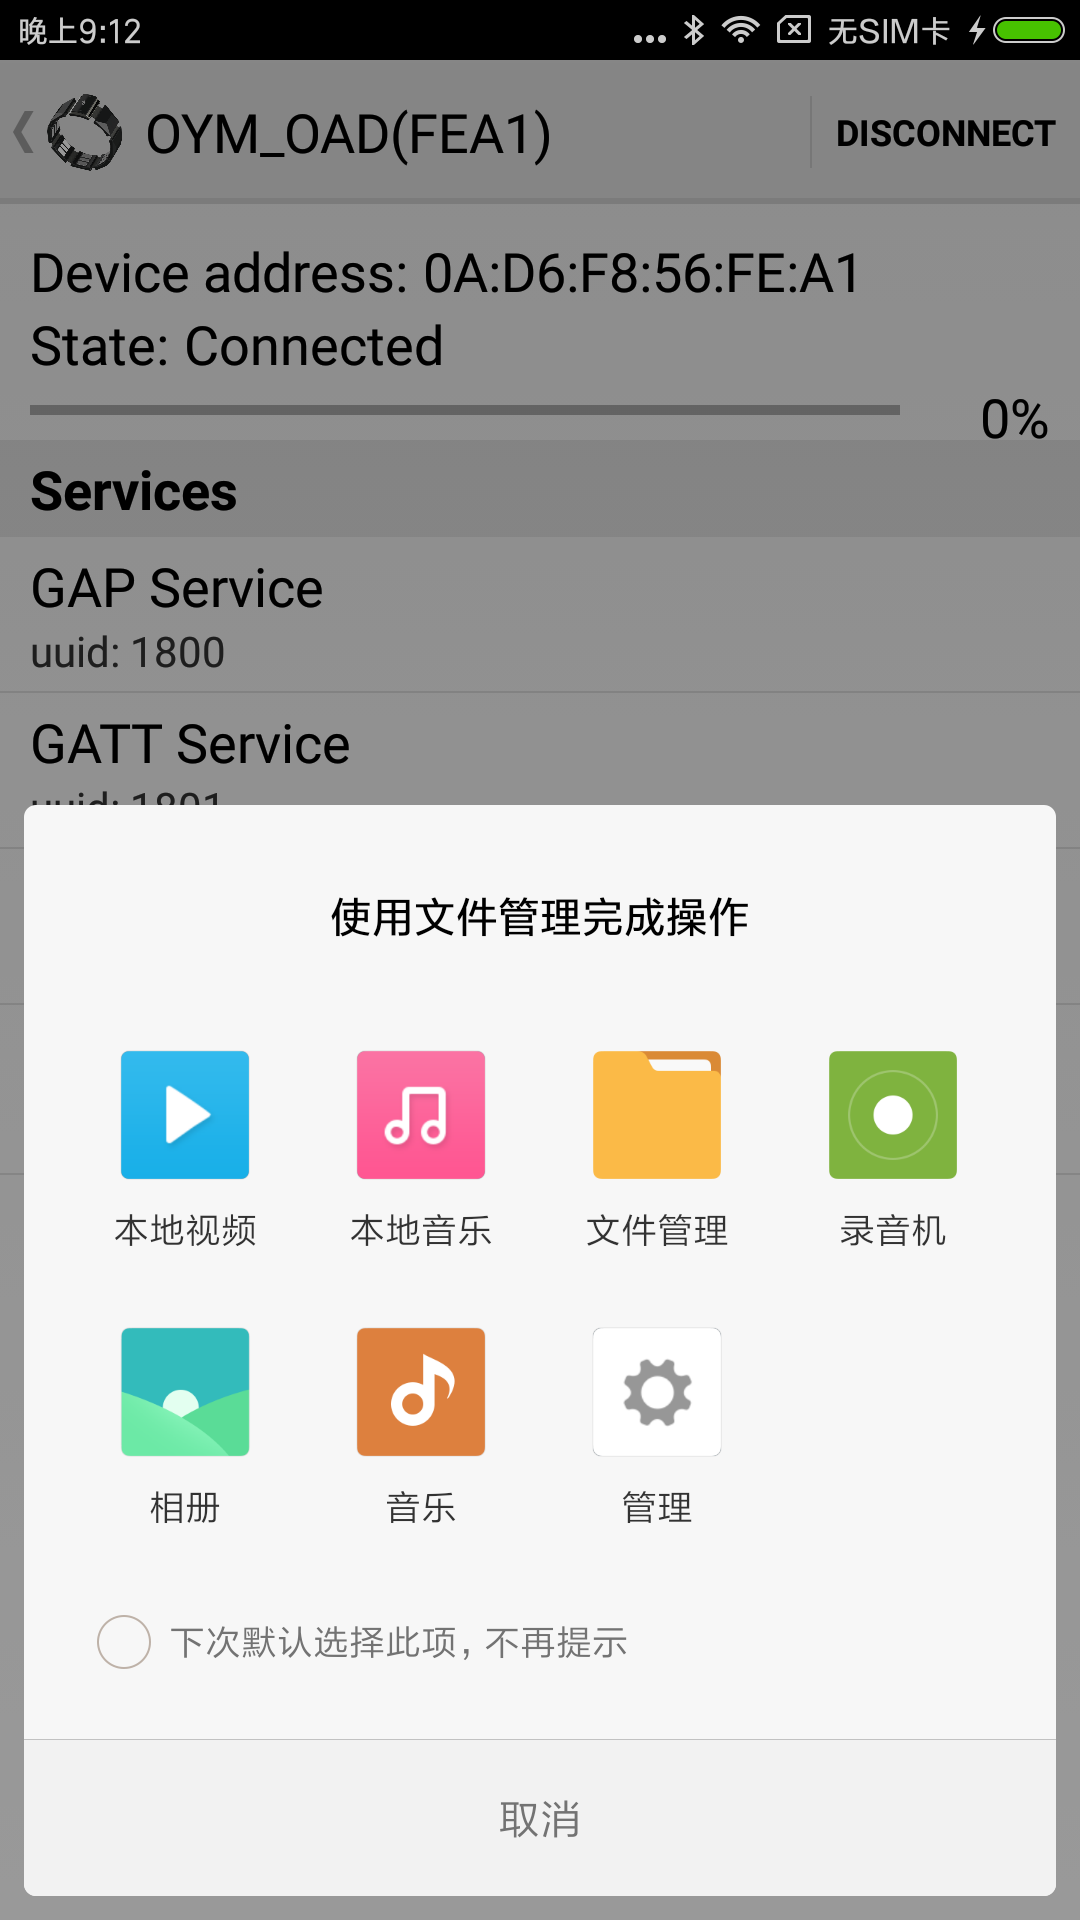 晚上9:12
无SIM卡
OYM_OAD(FEA1)
DISCONNECT
Device address: 0A:D6:F8:56:FE:A1
State: Connected
0%
Services
GAP Service
uuid: 1800
GATT Service
uuid: 1801
使用文件管理完成操作
本地视频
本地音乐
文件管理
录音机
相册
音乐
管理
下次默认选择此项，不再提示
取消